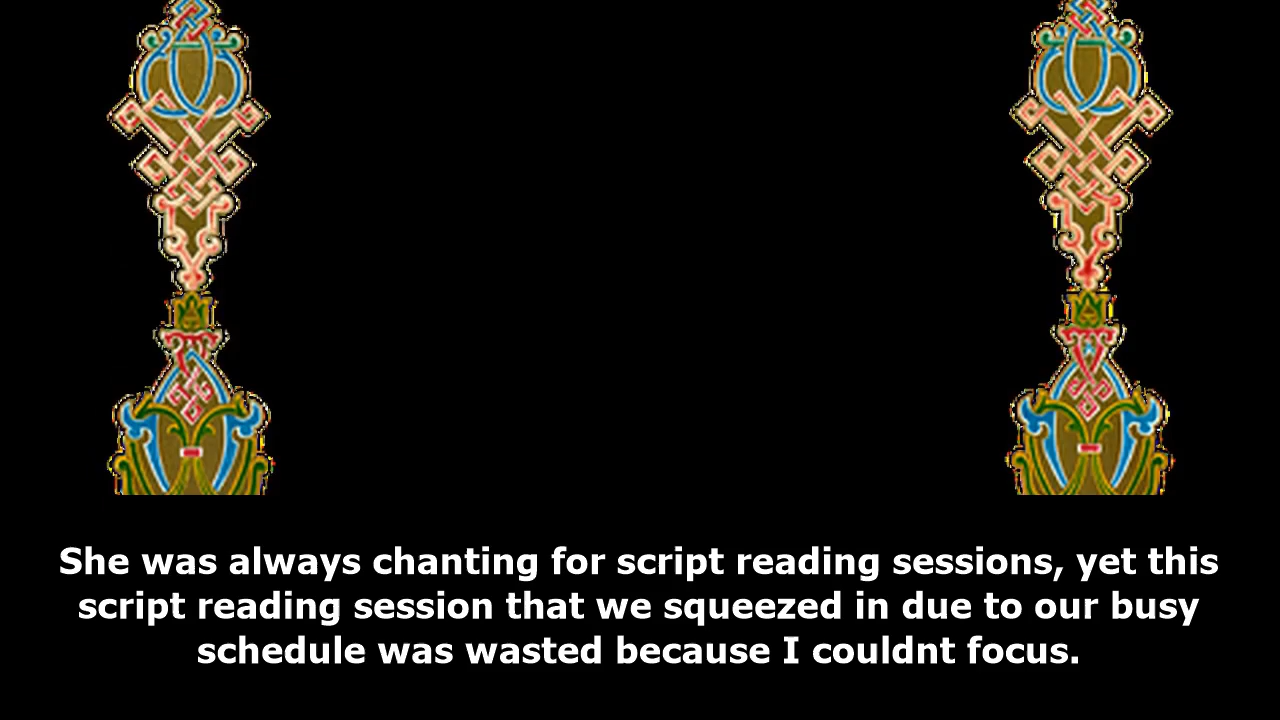 She was always chanting for script reading sessions, yet this
script reading session that we squeezed in due to our busy
schedule was wasted because I couldnt focus.